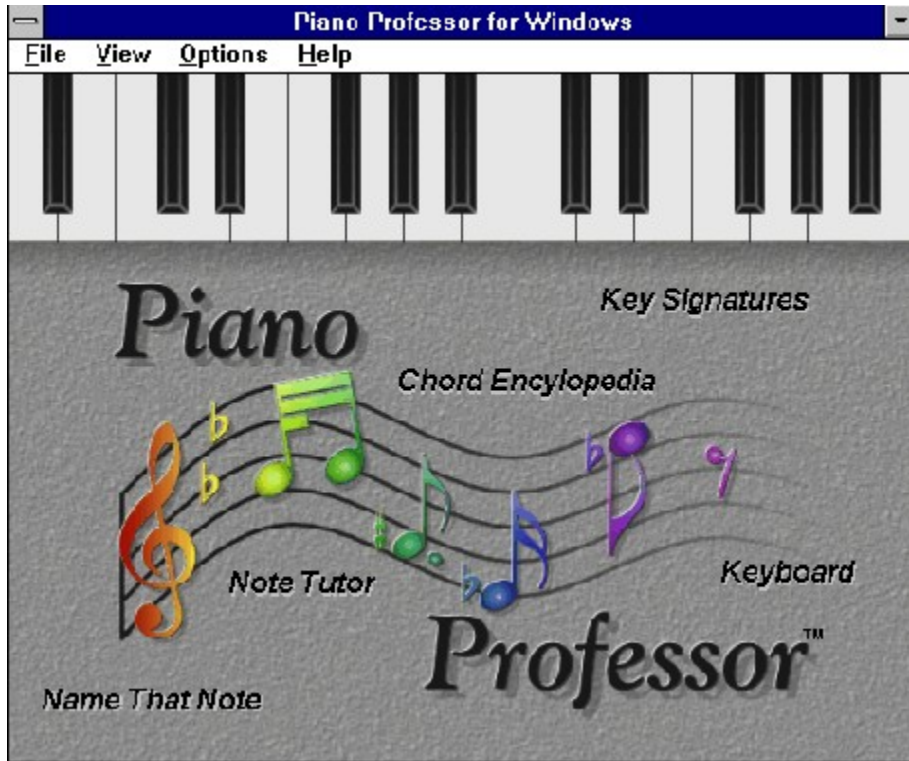 Piano Professor for Windows
File View Options Help
Piano
Key Signatures
Chord Encylopedia
Note Tutor
Keyboard
Professor™
Name That Note